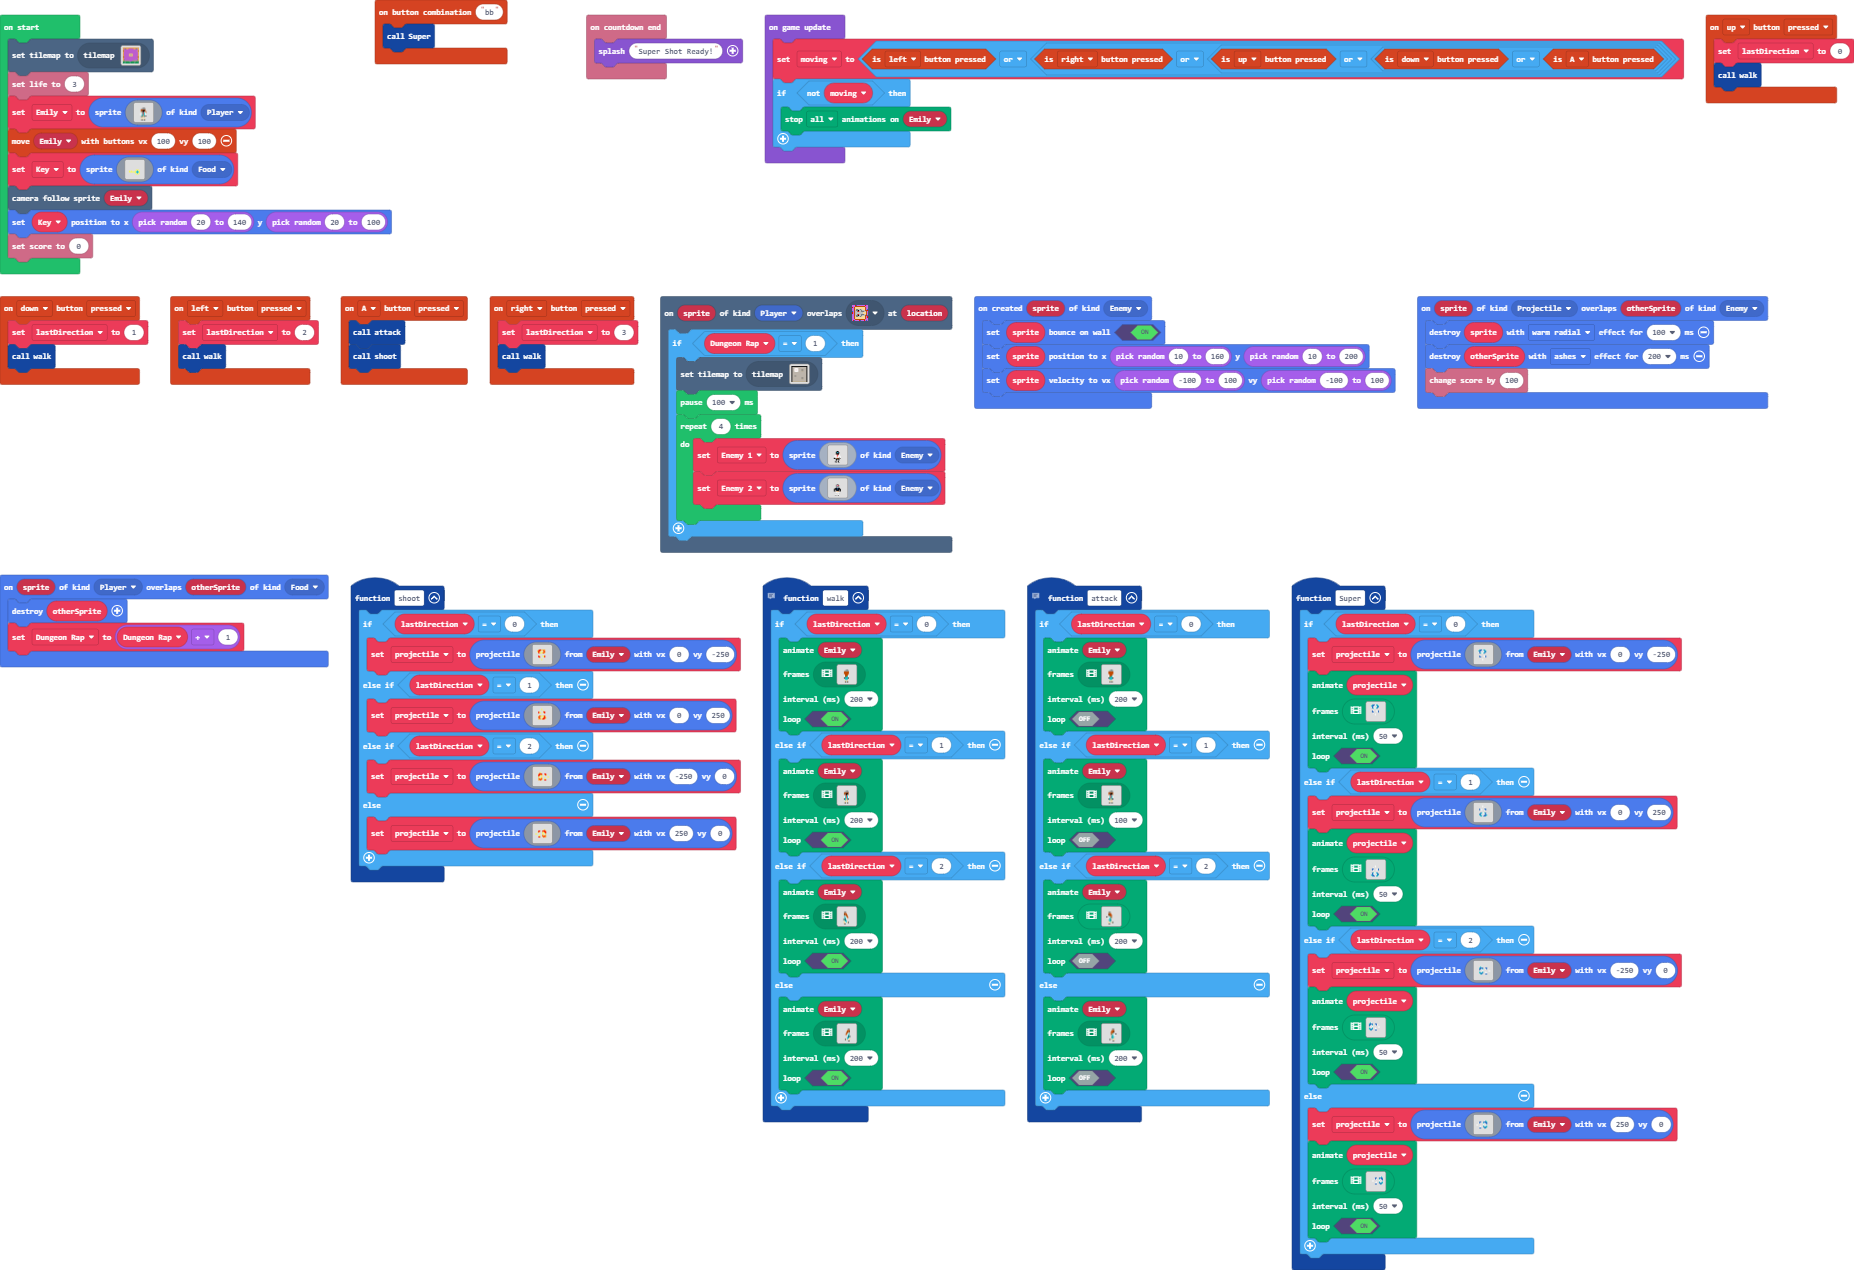 on start
set tilemap to tilemap
set life to 3
set Emily to sprite of kind Player
move Emily with buttons vx 100 vy 100
set Key to sprite of kind Food
camera follow sprite Emily
set Key position to x pick random 20 to 140 y pick random 20 to 100
set score to 0
on button combination "bb"
call Super
on countdown end
splash "Super Shot Ready!"
on game update
set moving to is left button pressed or is right button pressed or is up button pressed or is down button pressed or is A button pressed
if not moving then
stop all animations on Emily
on up button pressed
set lastDirection to 0
call walk
on down button pressed
set lastDirection to 1
call walk
on left button pressed
set lastDirection to 2
call walk
on A button pressed
call attack
call shoot
on right button pressed
set lastDirection to 3
call walk
on sprite of kind Player overlaps at location
if Dungeon Rap = 1 then
set tilemap to tilemap
pause 100 ms
repeat 4 times
do
set Enemy 1 to sprite of kind Enemy
set Enemy 2 to sprite of kind Enemy
on created sprite of kind Enemy
set sprite bounce on wall ON
set sprite position to x pick random 10 to 160 y pick random 10 to 200
set sprite velocity to vx pick random -100 to 100 vy pick random -100 to 100
on sprite of kind Projectile overlaps otherSprite of kind Enemy
destroy sprite with warm radial effect for 100 ms
destroy otherSprite with ashes effect for 200 ms
change score by 100
on sprite of kind Player overlaps otherSprite of kind Food
destroy otherSprite
set Dungeon Rap to Dungeon Rap + 1
function shoot
if lastDirection = 0 then
set projectile to projectile from Emily with vx 0 vy -250
else if lastDirection = 1 then
set projectile to projectile from Emily with vx 0 vy 250
else if lastDirection = 2 then
set projectile to projectile from Emily with vx -250 vy 0
else
set projectile to projectile from Emily with vx 250 vy 0
function walk
if lastDirection = 0 then
animate Emily
frames
interval (ms) 200
loop ON
else if lastDirection = 1 then
animate Emily
frames
interval (ms) 200
loop ON
else if lastDirection = 2 then
animate Emily
frames
interval (ms) 200
loop ON
else
animate Emily
frames
interval (ms) 200
loop ON
function attack
if lastDirection = 0 then
animate Emily
frames
interval (ms) 200
loop OFF
else if lastDirection = 1 then
animate Emily
frames
interval (ms) 100
loop OFF
else if lastDirection = 2 then
animate Emily
frames
interval (ms) 200
loop OFF
else
animate Emily
frames
interval (ms) 200
loop OFF
function Super
if lastDirection = 0 then
set projectile to projectile from Emily with vx 0 vy -250
animate projectile
frames
interval (ms) 50
loop ON
else if lastDirection = 1 then
set projectile to projectile from Emily with vx 0 vy 250
animate projectile
frames
interval (ms) 50
loop ON
else if lastDirection = 2 then
set projectile to projectile from Emily with vx -250 vy 0
animate projectile
frames
interval (ms) 50
loop ON
else
set projectile to projectile from Emily with vx 250 vy 0
animate projectile
frames
interval (ms) 50
loop ON